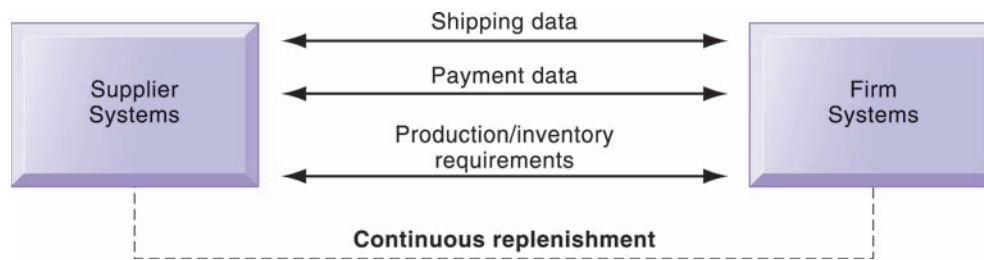 Shipping data
Supplier
Systems
Payment data
Firm
Systems
Production/inventory
requirements
Continuous replenishment